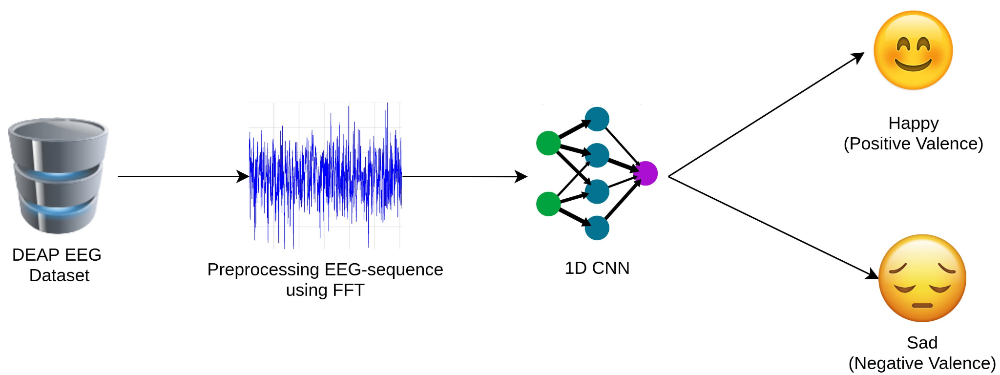 DEAP EEG
Dataset
Preprocessing EEG-sequence
using FFT
1D CNN
Happy
(Positive Valence)
Sad
(Negative Valence)